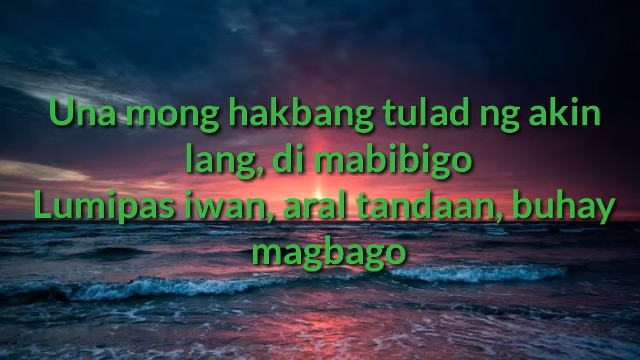 Una mong hakbang tulad ng akin
lang, di mabibigo
Lumipas iwan, aral tandaan, buhay
magbago